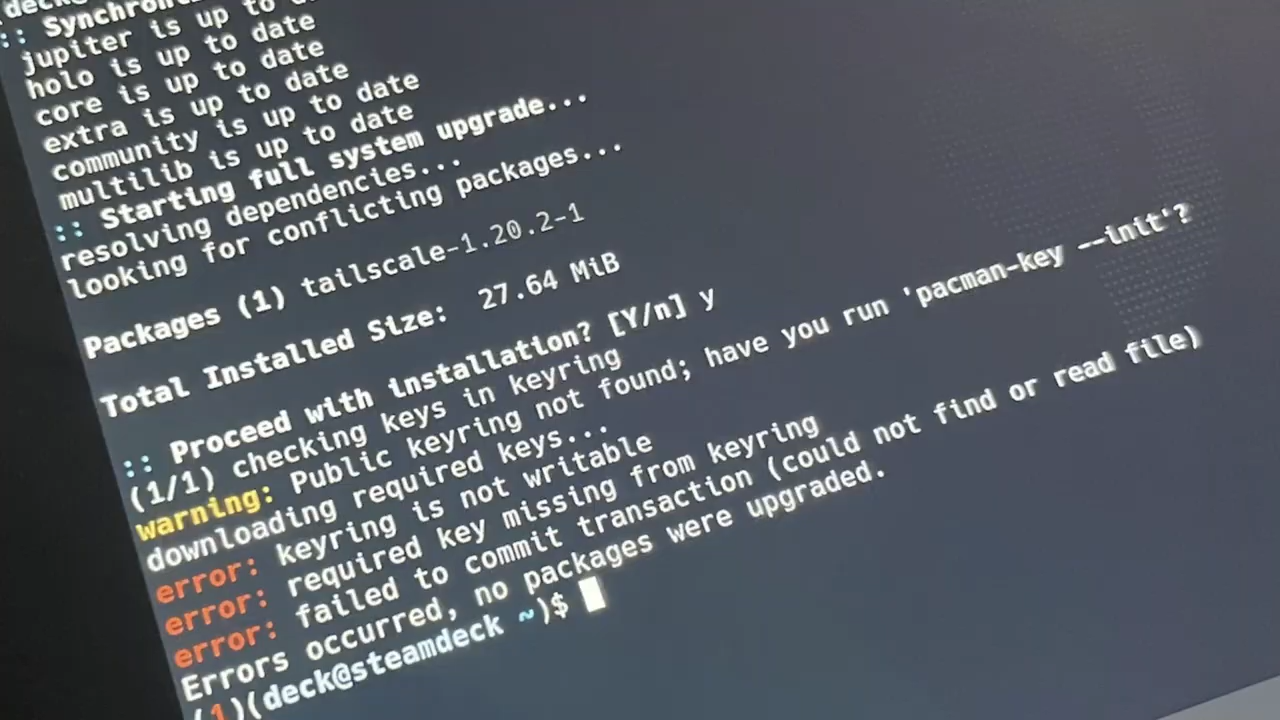 (deck@
:: Synchron
jupiter is up to
holo is up to date
core is up to date
extra is up to date
community is up to date
multilib is up to date
:: Starting full system upgrade...
resolving dependencies...
looking for conflicting packages...
Packages (1) tailscale-1.20.2-1
Total Installed Size:  27.64 MiB
:: Proceed with installation? [Y/n] y
(1/1) checking keys in keyring
warning: Public keyring not found; have you run 'pacman-key --init'?
downloading required keys...
error: keyring is not writable
error: required key missing from keyring
error: failed to commit transaction (could not find or read file)
Errors occurred, no packages were upgraded.
(1)(deck@steamdeck ~)$